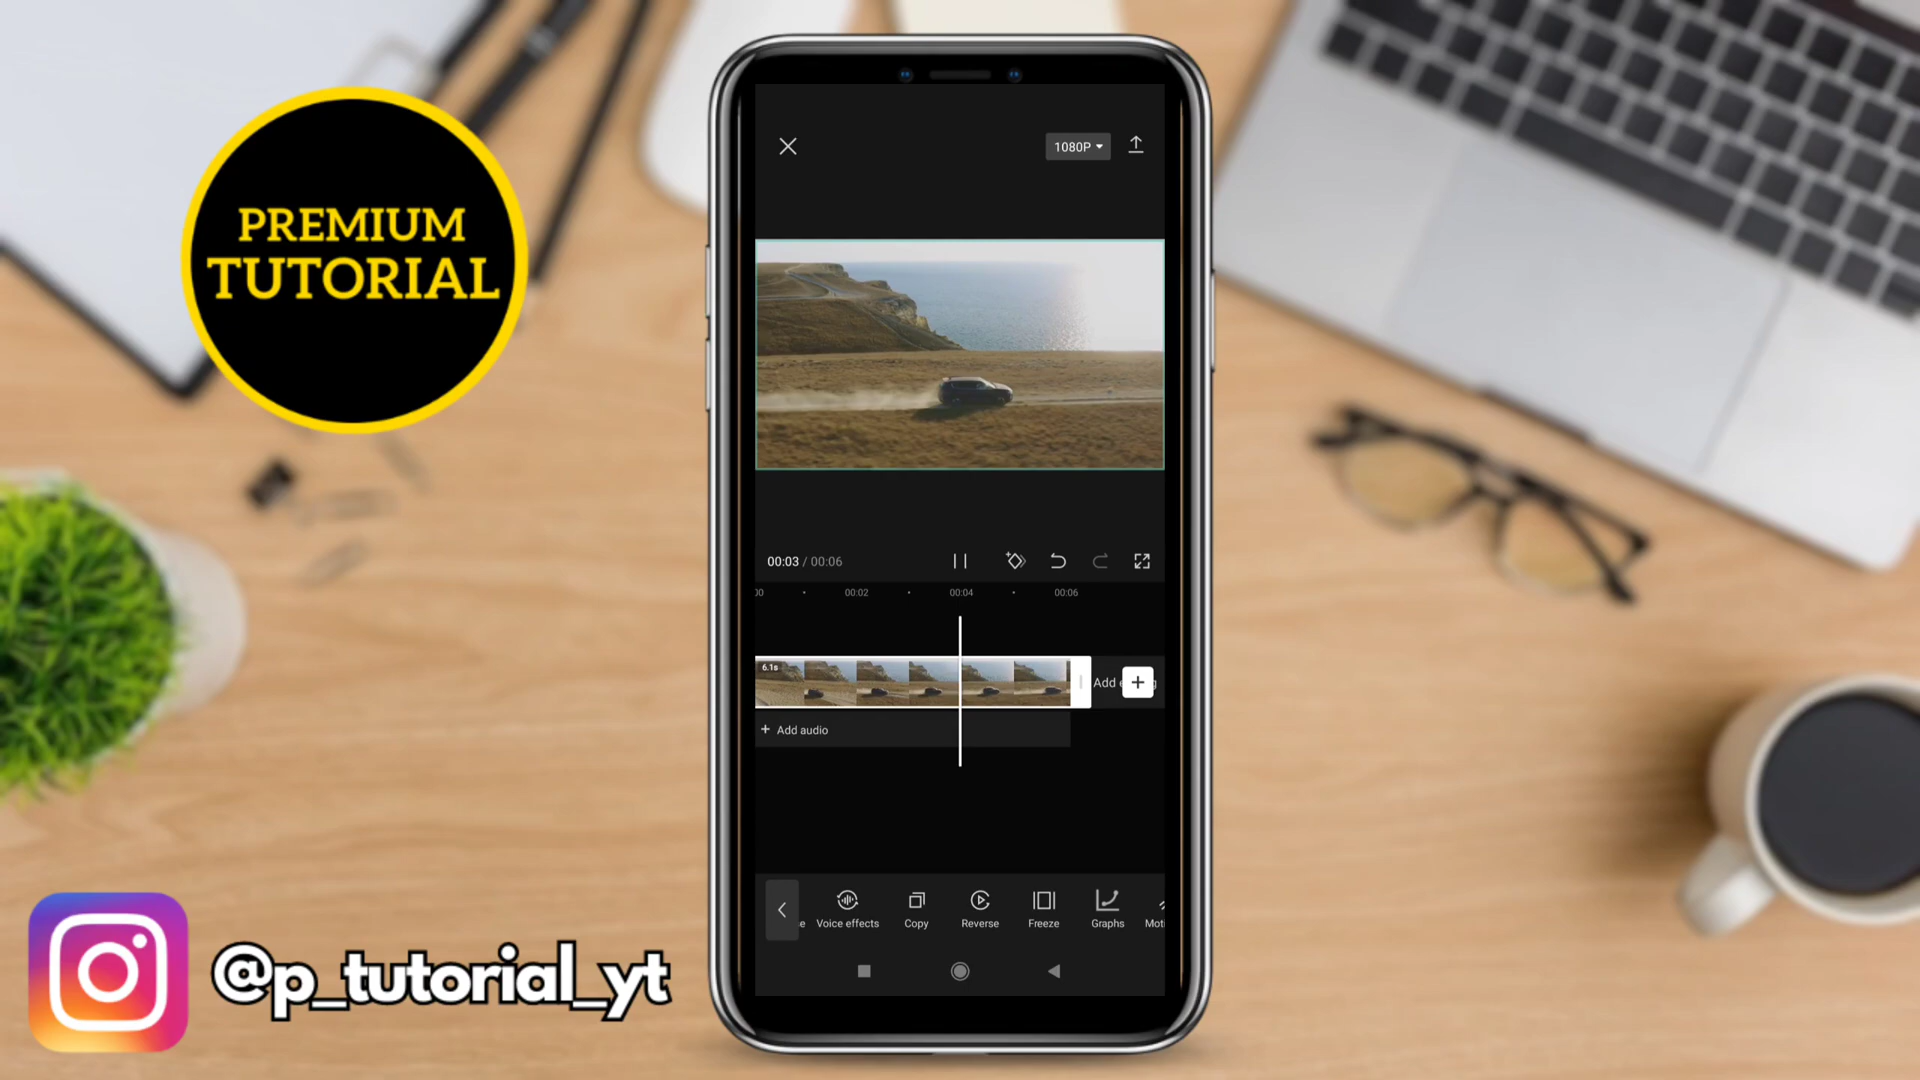 PREMIUM
TUTORIAL
1080P
00:03 / 00:06
00 00:02 00:04 00:06
6.1s
Add
+ Add audio
Voice effects Copy Reverse Freeze Graphs Moti
@p_tutorial_yt